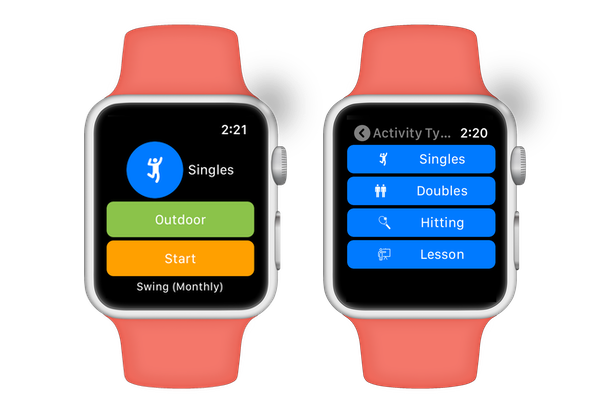 2:21
Singles
Outdoor
Start
Swing (Monthly)
Activity Ty... 2:20
Singles
Doubles
Hitting
Lesson